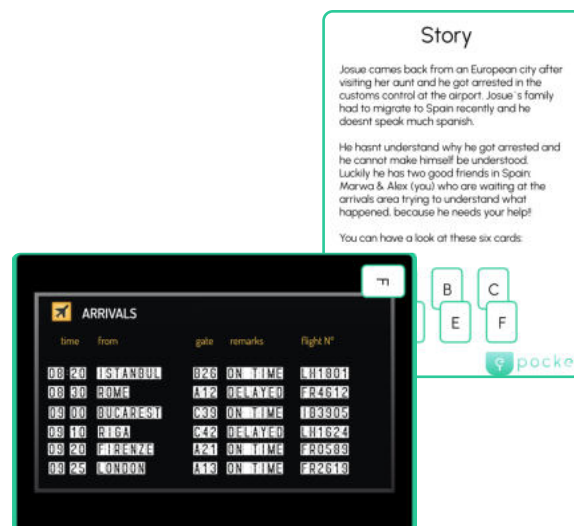 Story
Josue cames back from an European city after
visiting her aunt and he got arrested in the
customs control at the airport. Josue´s family
had to migrate to Spain recently and he
doesnt speak much spanish.
He hasnt understand why he got arrested and
he cannot make himself be understood.
Luckily he has two good friends in Spain:
Marwa & Alex (you) who are waiting at the
arrivals area trying to understand what
happened, because he needs your help!!
You can have a look at these six cards:
B C
E F
pocke
F
ARRIVALS
time from gate remarks flight Nº
08 20 ISTANBUL B26 ON TIME LH1801
08 30 ROME A12 DELAYED FR4612
09 00 BUCAREST C39 ON TIME IB3905
09 10 RIGA C42 DELAYED LH1624
09 20 FIRENZE A21 ON TIME FR0589
09 25 LONDON A13 ON TIME FR2619